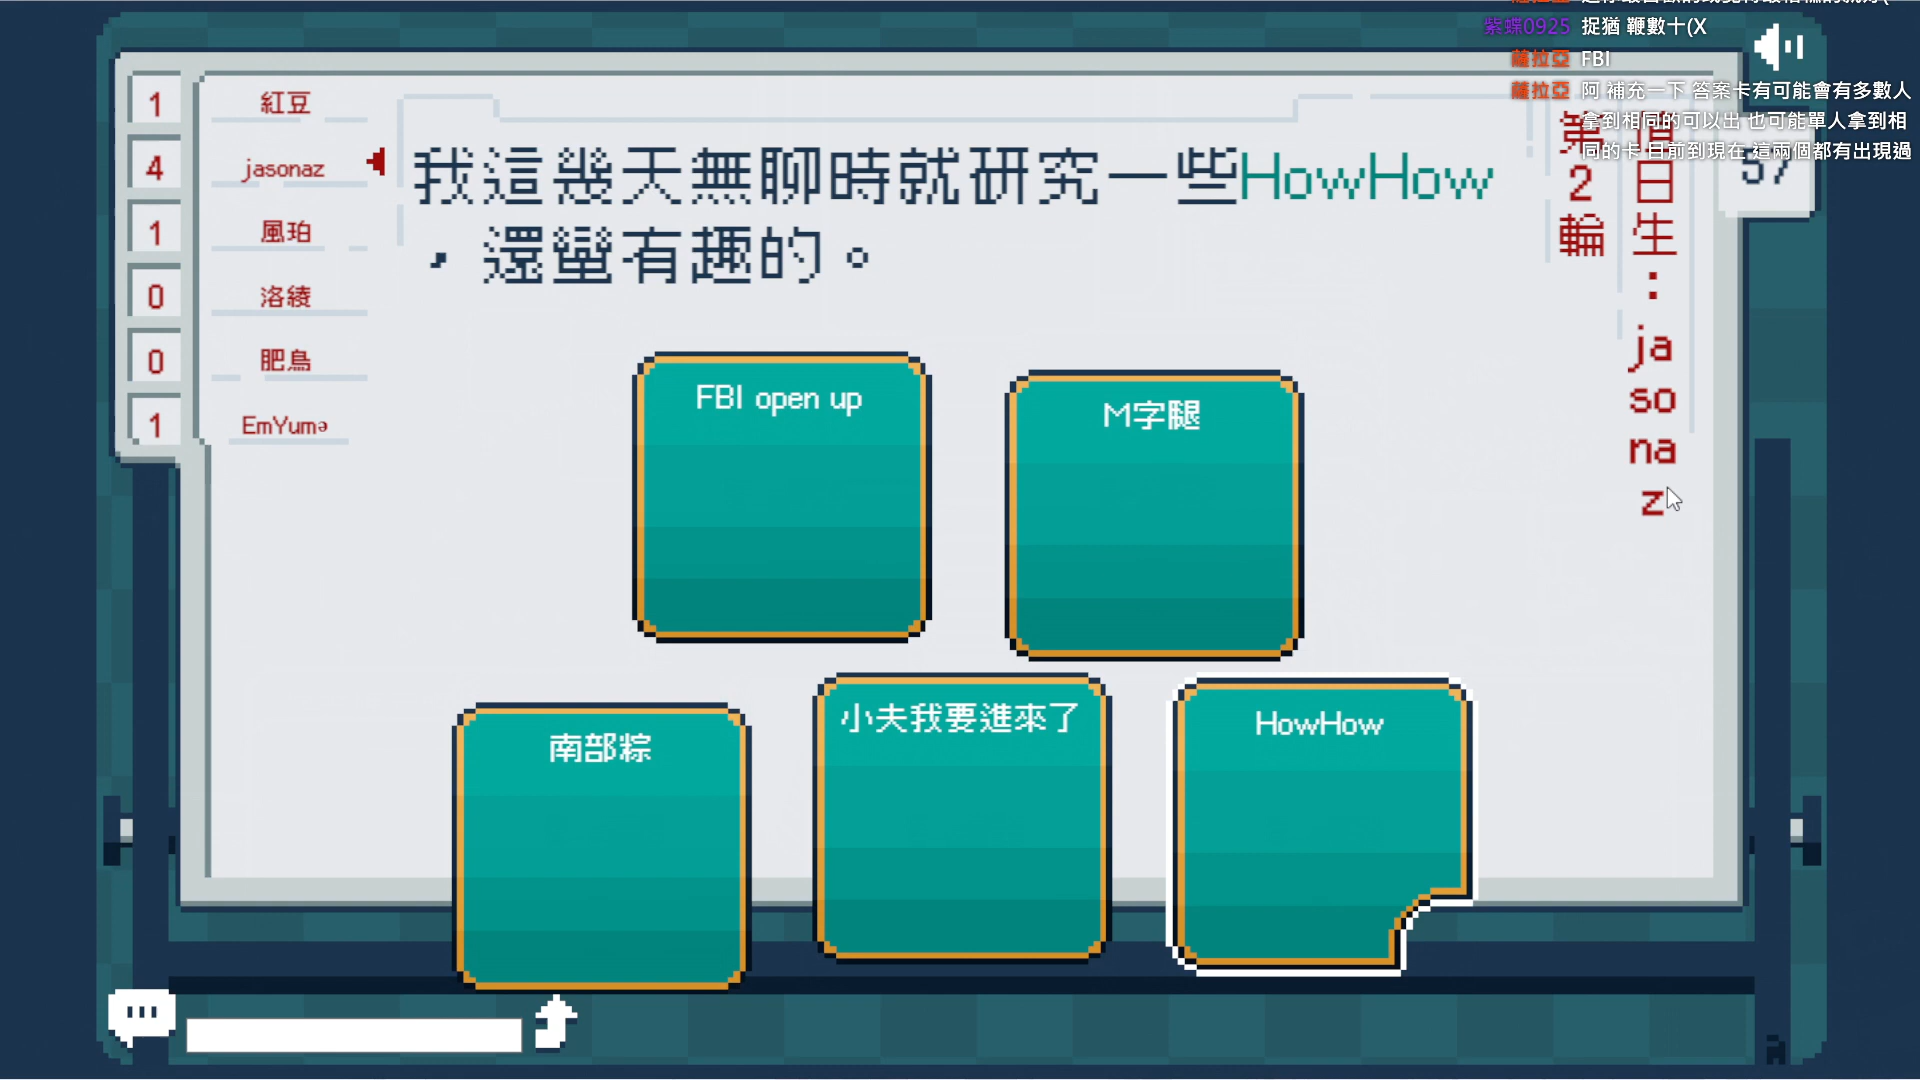 紫蝶0925 捉猶 鞭數十(X
薩拉亞 FBI
薩拉亞 阿 補充一下 答案卡有可能會有多數人
拿到相同的可以出 也可能單人拿到相
同的卡 目前到現在 這兩個都有出現過
1 紅豆
4 jasonaz
1 風珀
0 洛綾
0 肥鳥
1 EmYumə
我這幾天無聊時就研究一些HowHow
，還蠻有趣的。
值日生：jasonaz
第2輪
57
FBI open up
M字腿
南部粽
小夫我要進來了
HowHow